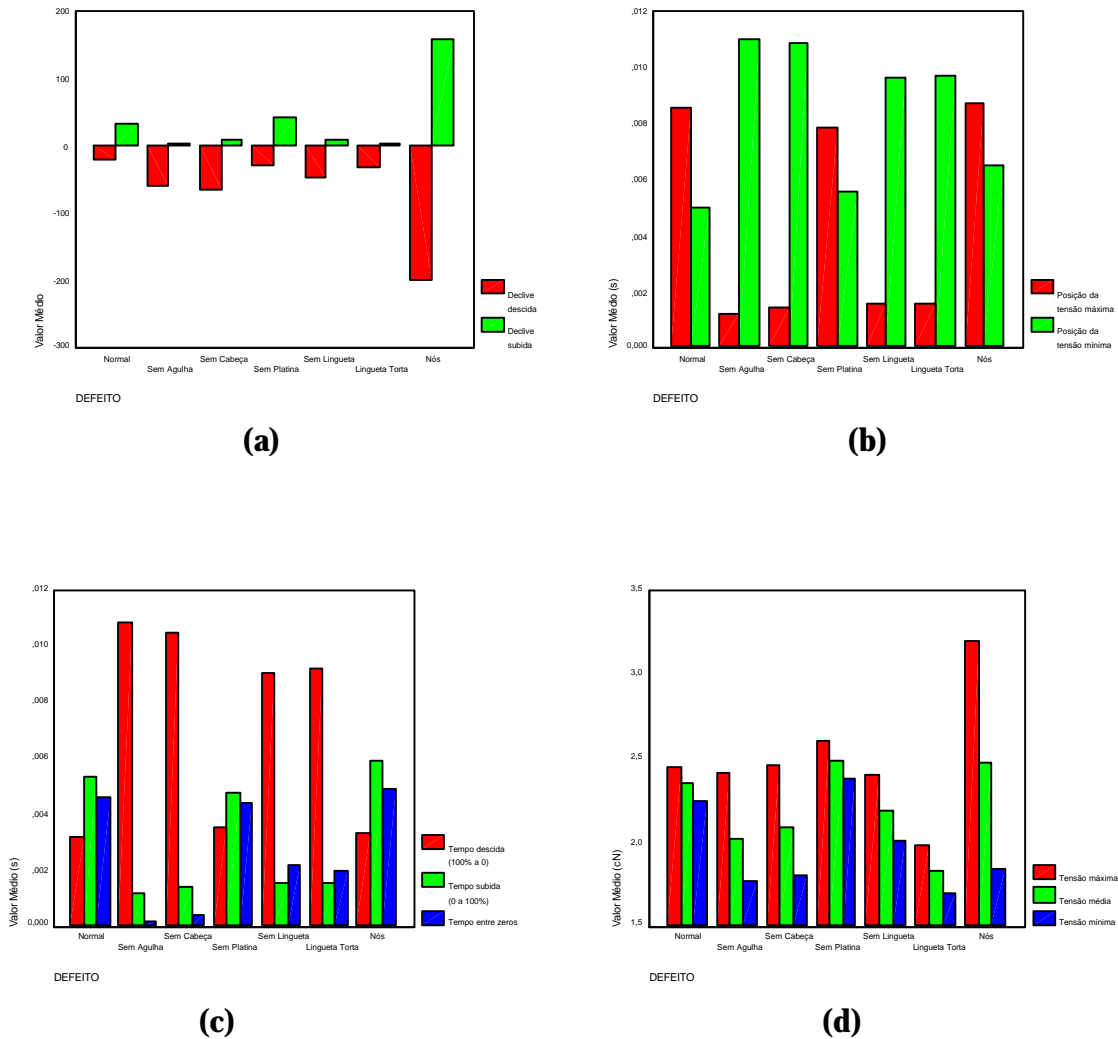 200
100
0
-100
-200
-300
Valor Médio
Normal
Sem Agulha
Sem Cabeça
Sem Platina
Sem Lingueta
Lingueta Torta
Nós
DEFEITO
Declive
descida
Declive
subida
(a)
,012
,010
,008
,006
,004
,002
0,000
Valor Médio (s)
Normal
Sem Agulha
Sem Cabeça
Sem Platina
Sem Lingueta
Lingueta Torta
Nós
DEFEITO
Posição da
tensão máxima
Posição da
tensão mínima
(b)
,012
,010
,008
,006
,004
,002
0,000
Valor Médio (s)
Normal
Sem Agulha
Sem Cabeça
Sem Platina
Sem Lingueta
Lingueta Torta
Nós
DEFEITO
Tempo descida
(100% a 0)
Tempo subida
(0 a 100%)
Tempo entre zeros
(c)
3,5
3,0
2,5
2,0
1,5
Valor Médio (cN)
Normal
Sem Agulha
Sem Cabeça
Sem Platina
Sem Lingueta
Lingueta Torta
Nós
DEFEITO
Tensão máxima
Tensão média
Tensão mínima
(d)